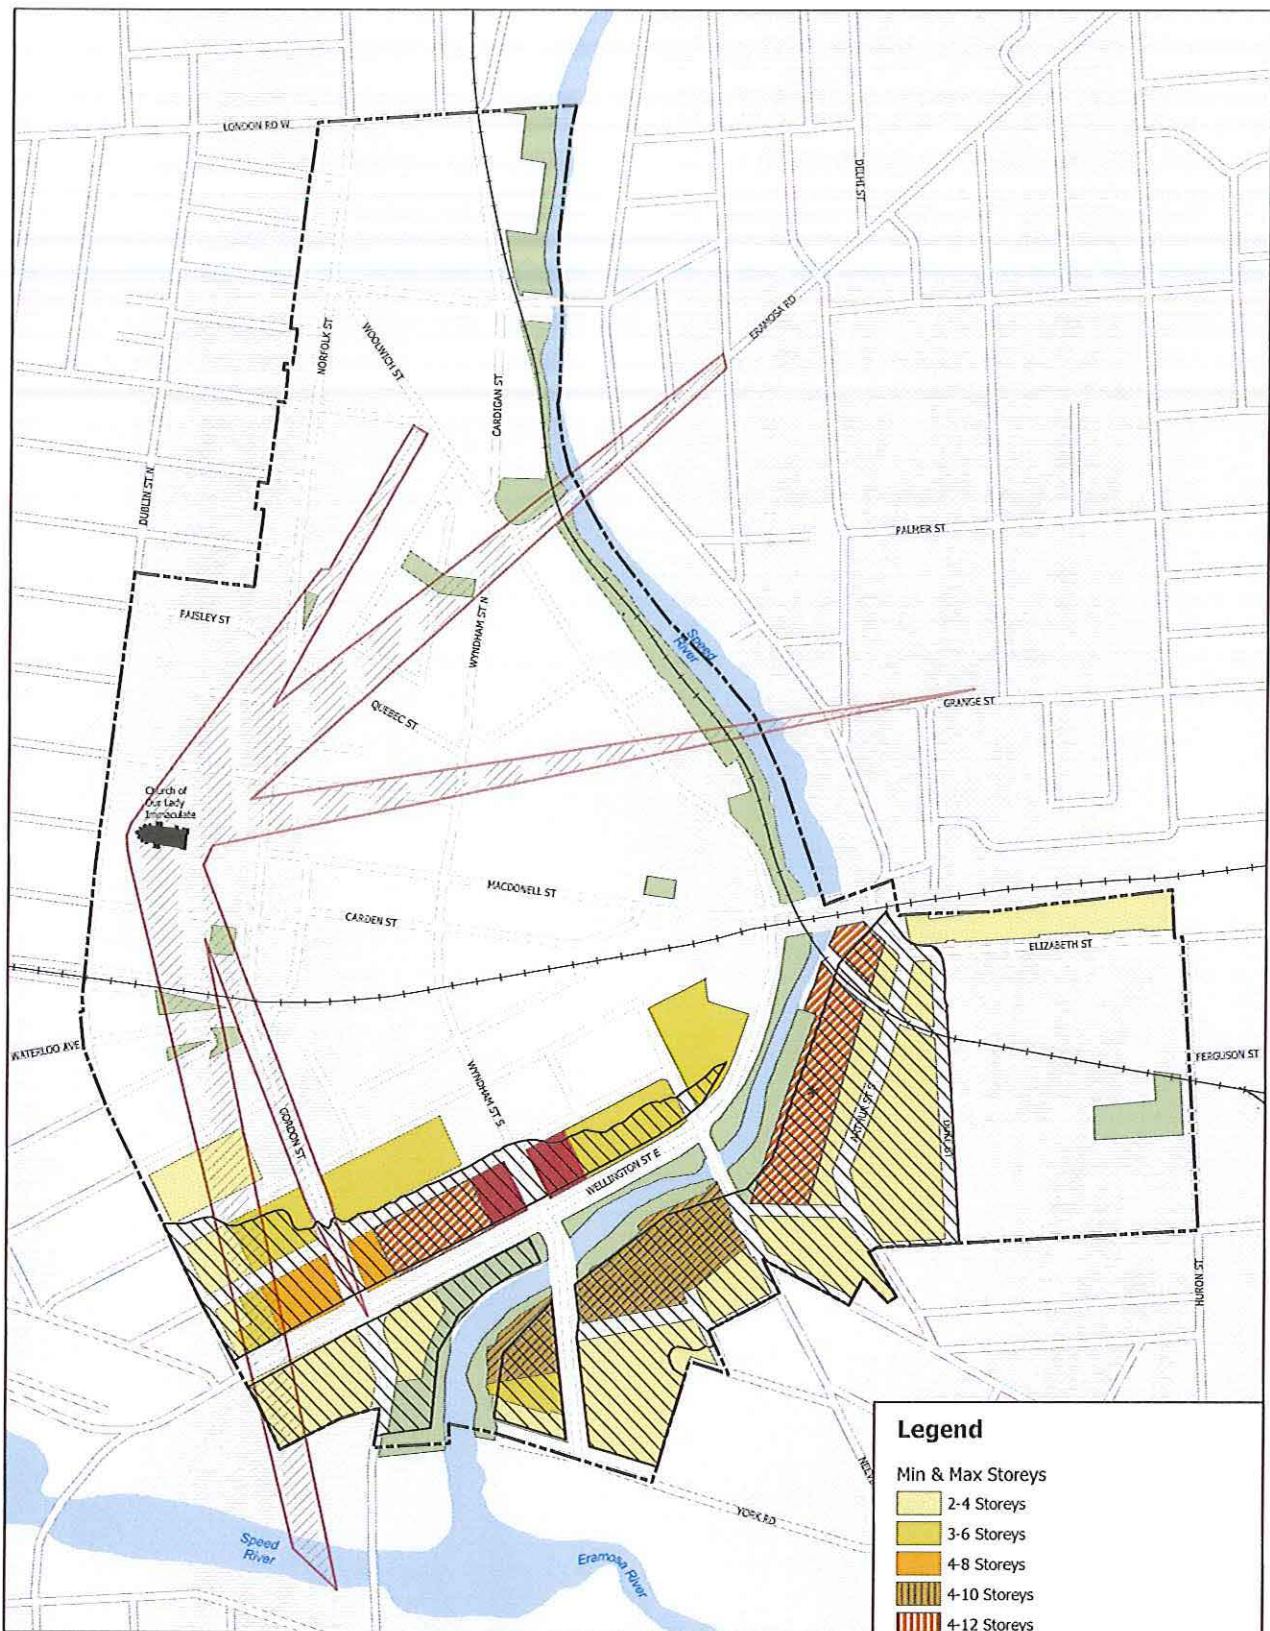 LONDON RD W
DELHI ST
ERAMOSA RD
NORFOLK ST
WOOLWICH ST
CARDIGAN ST
DUBLIN ST N
PALMER ST
PAISLEY ST
WYNDHAM ST N
Speed
River
GRANGE ST
QUEBEC ST
Church of
Our Lady
Immaculate
MACDONELL ST
CARDEN ST
ELIZABETH ST
WATERLOO AVE
FERGUSON ST
WYNDHAM ST S
GORDON ST
ARTHUR ST S
WELLINGTON ST E
HURON ST
YORK RD
Speed
River
Eramosa
River
Legend
Min & Max Storeys
2-4 Storeys
3-6 Storeys
4-8 Storeys
4-10 Storeys
4-12 Storeys